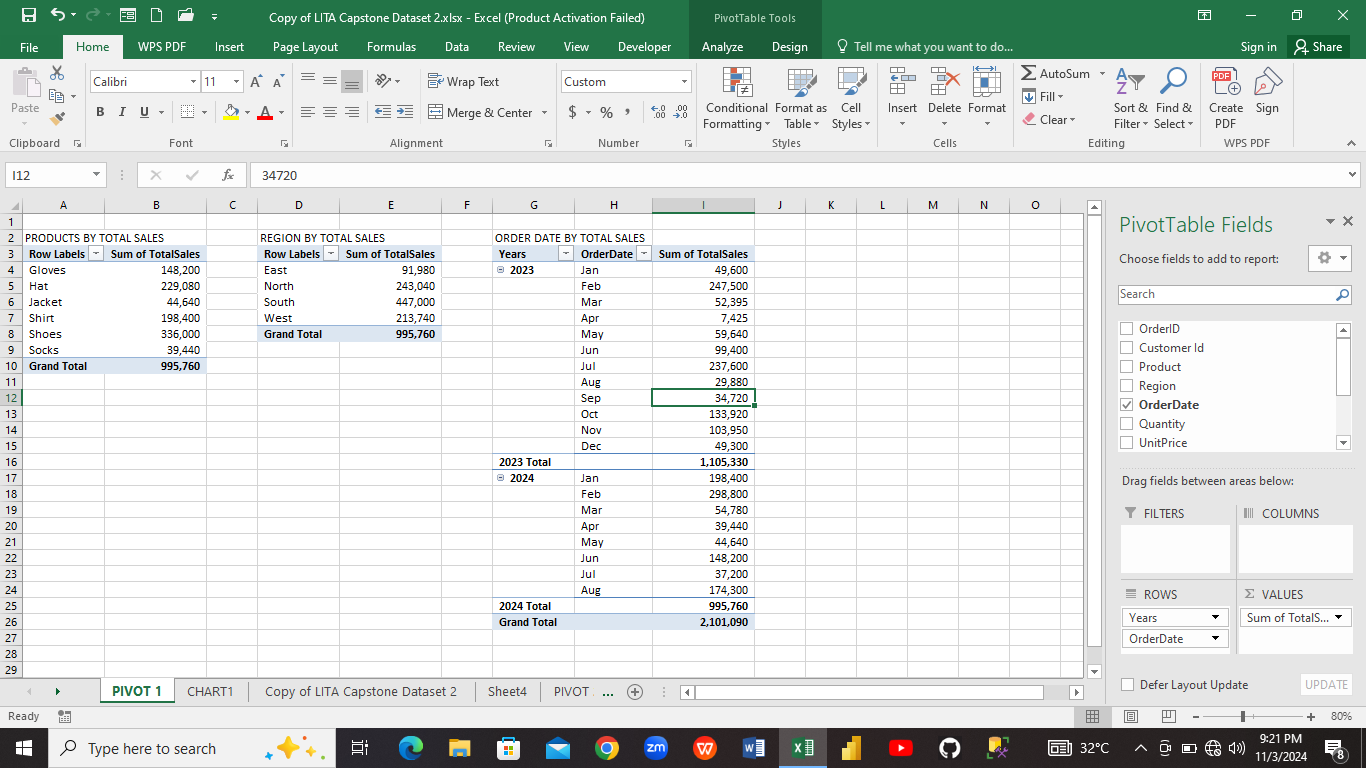 Copy of LITA Capstone Dataset 2.xlsx - Excel (Product Activation Failed)
PivotTable Tools
File Home WPS PDF Insert Page Layout Formulas Data Review View Developer Analyze Design Tell me what you want to do... Sign in Share
Calibri 11 Wrap Text Custom AutoSum
Paste Conditional Format as Cell Insert Delete Format Fill Sort & Find & Create Sign
B I U Merge & Center $ % , Formatting Table Styles Clear Filter Select PDF
Clipboard Font Alignment Number Styles Cells Editing WPS PDF
I12 fx 34720
A B C D E F G H I J K L M N O
1
2 PRODUCTS BY TOTAL SALES REGION BY TOTAL SALES ORDER DATE BY TOTAL SALES
3 Row Labels Sum of TotalSales Row Labels Sum of TotalSales Years OrderDate Sum of TotalSales
4 Gloves 148,200 East 91,980 2023 Jan 49,600
5 Hat 229,080 North 243,040 Feb 247,500
6 Jacket 44,640 South 447,000 Mar 52,395
7 Shirt 198,400 West 213,740 Apr 7,425
8 Shoes 336,000 Grand Total 995,760 May 59,640
9 Socks 39,440 Jun 99,400
10 Grand Total 995,760 Jul 237,600
11 Aug 29,880
12 Sep 34,720
13 Oct 133,920
14 Nov 103,950
15 Dec 49,300
16 2023 Total 1,105,330
17 2024 Jan 198,400
18 Feb 298,800
19 Mar 54,780
20 Apr 39,440
21 May 44,640
22 Jun 148,200
23 Jul 37,200
24 Aug 174,300
25 2024 Total 995,760
26 Grand Total 2,101,090
27
28
29
PivotTable Fields
Choose fields to add to report:
Search
OrderID
Customer Id
Product
Region
OrderDate
Quantity
UnitPrice
Drag fields between areas below:
FILTERS COLUMNS
ROWS Σ VALUES
Years Sum of TotalS...
OrderDate
Defer Layout Update UPDATE
PIVOT 1 CHART1 Copy of LITA Capstone Dataset 2 Sheet4 PIVOT ...
Ready 80%
Type here to search zm 32°C 9:21 PM
11/3/2024 8